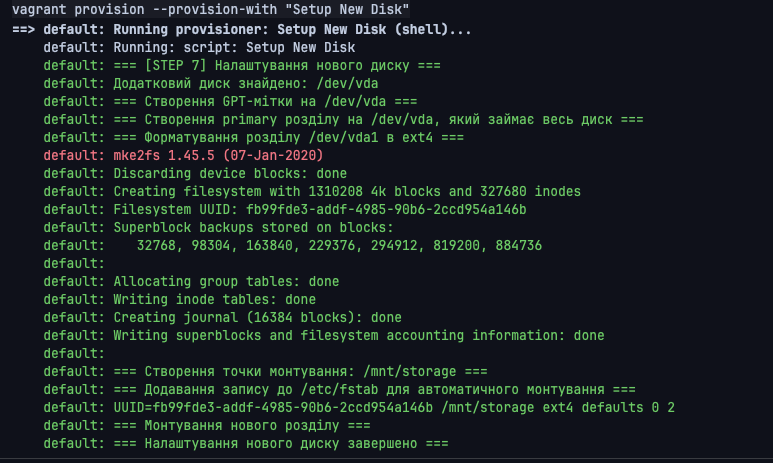 vagrant provision --provision-with "Setup New Disk"
==> default: Running provisioner: Setup New Disk (shell)...
    default: Running: script: Setup New Disk
    default: === [STEP 7] Налаштування нового диску ===
    default: Додатковий диск знайдено: /dev/vda
    default: === Створення GPT-мітки на /dev/vda ===
    default: === Створення primary розділу на /dev/vda, який займає весь диск ===
    default: === Форматування розділу /dev/vda1 в ext4 ===
    default: mke2fs 1.45.5 (07-Jan-2020)
    default: Discarding device blocks: done
    default: Creating filesystem with 1310208 4k blocks and 327680 inodes
    default: Filesystem UUID: fb99fde3-addf-4985-90b6-2ccd954a146b
    default: Superblock backups stored on blocks:
    default:    32768, 98304, 163840, 229376, 294912, 819200, 884736
    default:
    default: Allocating group tables: done
    default: Writing inode tables: done
    default: Creating journal (16384 blocks): done
    default: Writing superblocks and filesystem accounting information: done
    default:
    default: === Створення точки монтування: /mnt/storage ===
    default: === Додавання запису до /etc/fstab для автоматичного монтування ===
    default: UUID=fb99fde3-addf-4985-90b6-2ccd954a146b /mnt/storage ext4 defaults 0 2
    default: === Монтування нового розділу ===
    default: === Налаштування нового диску завершено ===